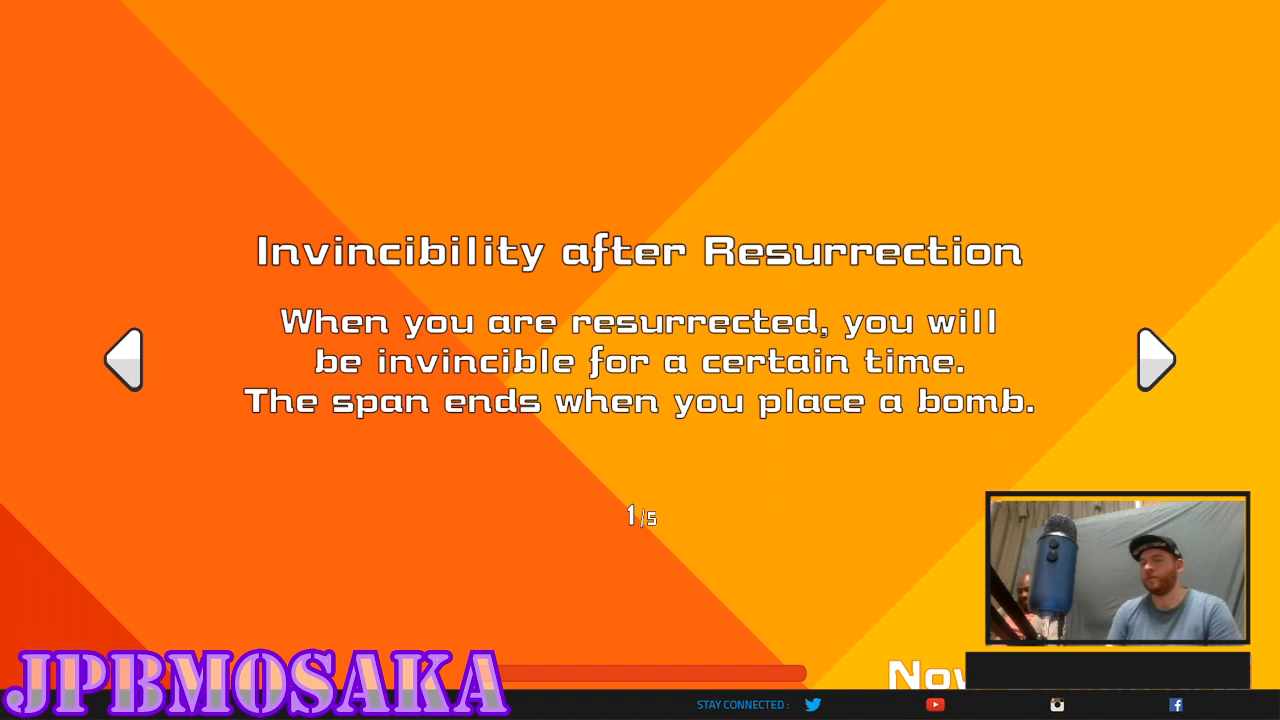 Invincibility after Resurrection
When you are resurrected, you will
be invincible for a certain time.
The span ends when you place a bomb.
1/5
JPBMOSAKA
STAY CONNECTED :